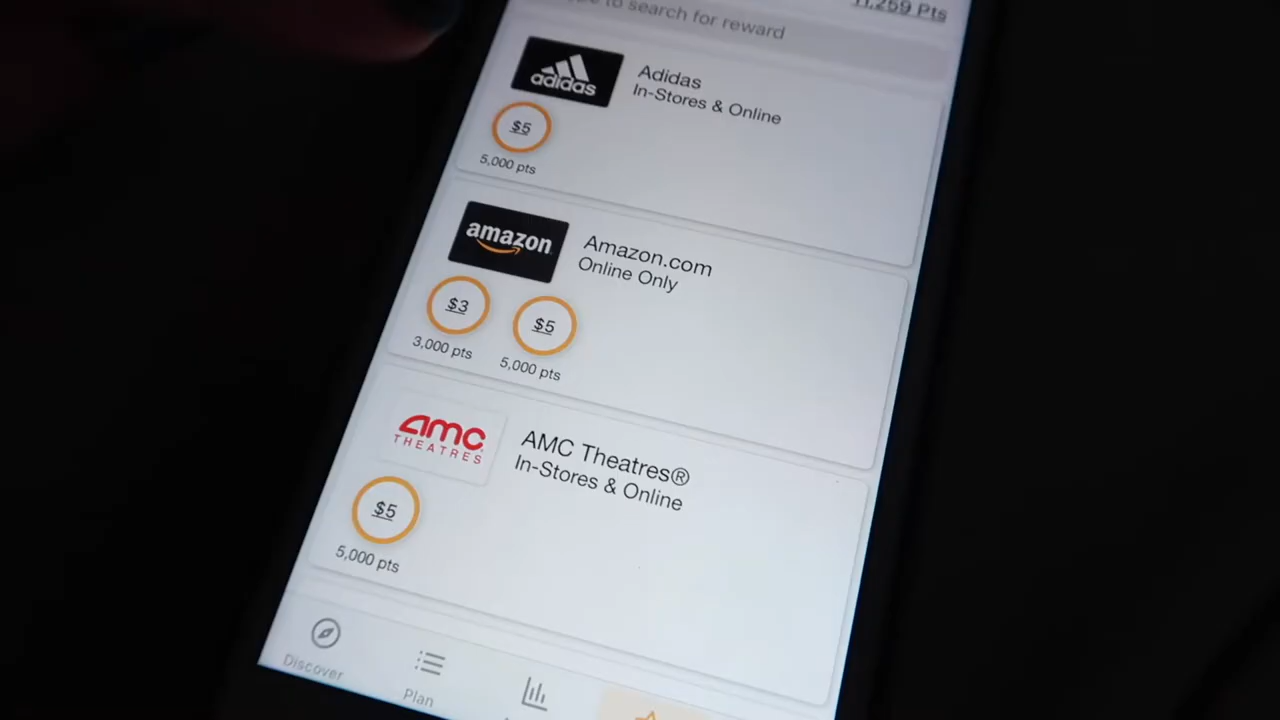 11,259 Pts
to search for reward
adidas
Adidas
In-Stores & Online
$5
5,000 pts
amazon
Amazon.com
Online Only
$3
$5
3,000 pts
5,000 pts
AMC
THEATRES
AMC Theatres®
In-Stores & Online
$5
5,000 pts
Discover
Plan